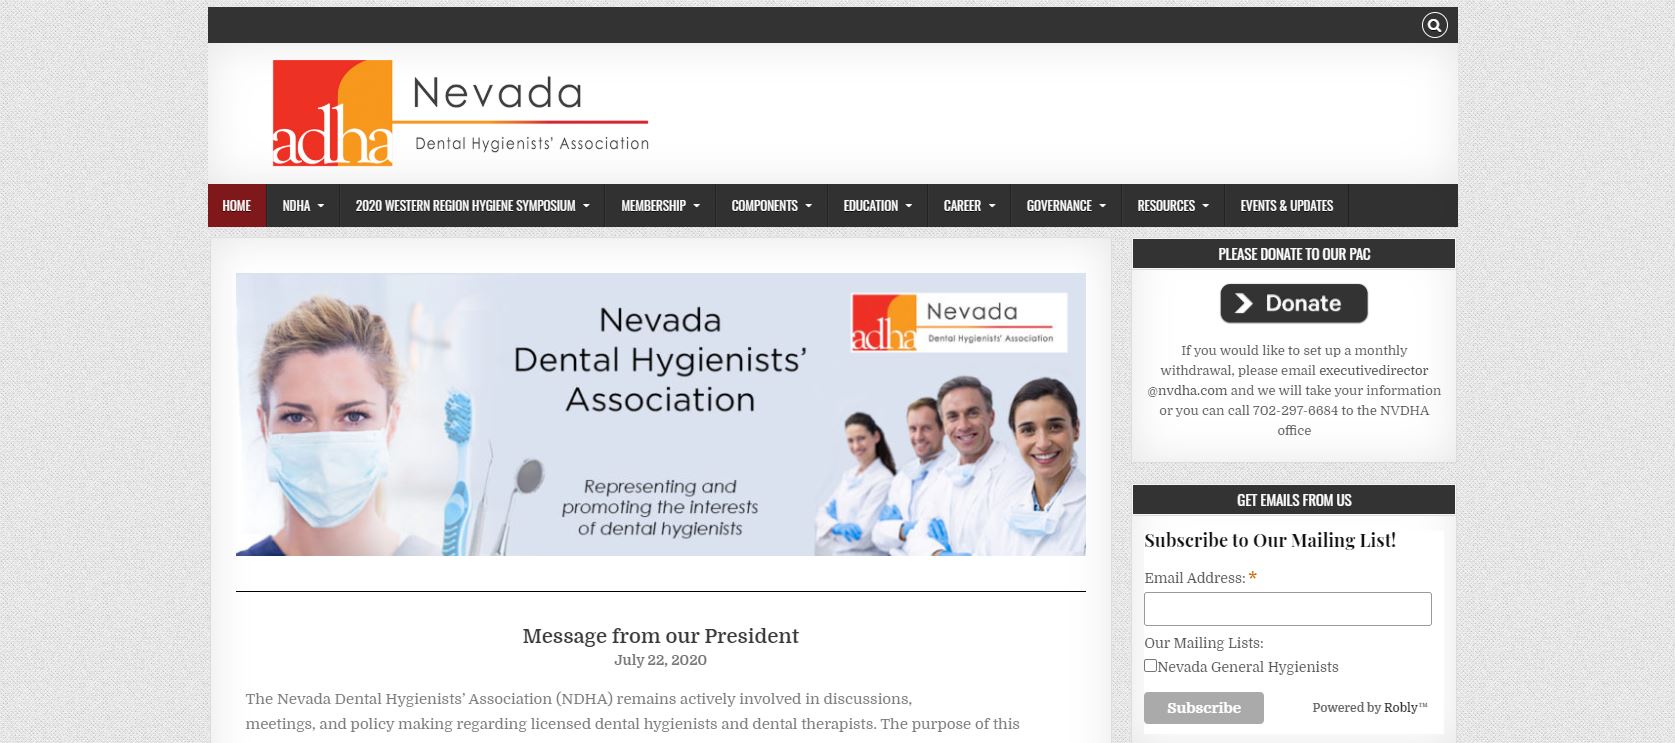 adha
Nevada
Dental Hygienists' Association
HOME NDHA 2020 WESTERN REGION HYGIENE SYMPOSIUM MEMBERSHIP COMPONENTS EDUCATION CAREER GOVERNANCE RESOURCES EVENTS & UPDATES
Nevada
Dental Hygienists'
Association
Representing and
promoting the interests
of dental hygienists
adha
Nevada
Dental Hygienists' Association
Message from our President
July 22, 2020
The Nevada Dental Hygienists' Association (NDHA) remains actively involved in discussions,
meetings, and policy making regarding licensed dental hygienists and dental therapists. The purpose of this
PLEASE DONATE TO OUR PAC
Donate
If you would like to set up a monthly
withdrawal, please email executivedirector
@nvdha.com and we will take your information
or you can call 702-297-6684 to the NVDHA
office
GET EMAILS FROM US
Subscribe to Our Mailing List!
Email Address: *
Our Mailing Lists:
Nevada General Hygienists
Subscribe Powered by Robly™